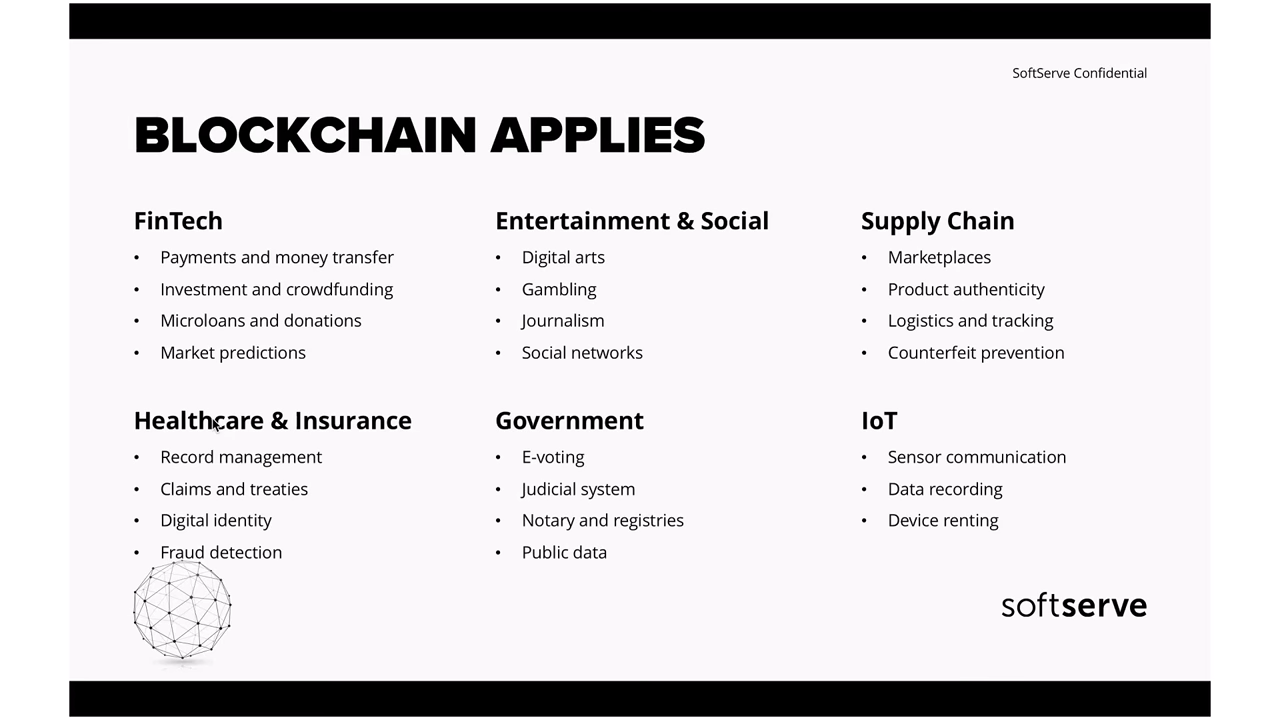 SoftServe Confidential
BLOCKCHAIN APPLIES
FinTech
• Payments and money transfer
• Investment and crowdfunding
• Microloans and donations
• Market predictions
Entertainment & Social
• Digital arts
• Gambling
• Journalism
• Social networks
Supply Chain
• Marketplaces
• Product authenticity
• Logistics and tracking
• Counterfeit prevention
Healthcare & Insurance
• Record management
• Claims and treaties
• Digital identity
• Fraud detection
Government
• E-voting
• Judicial system
• Notary and registries
• Public data
IoT
• Sensor communication
• Data recording
• Device renting
softserve